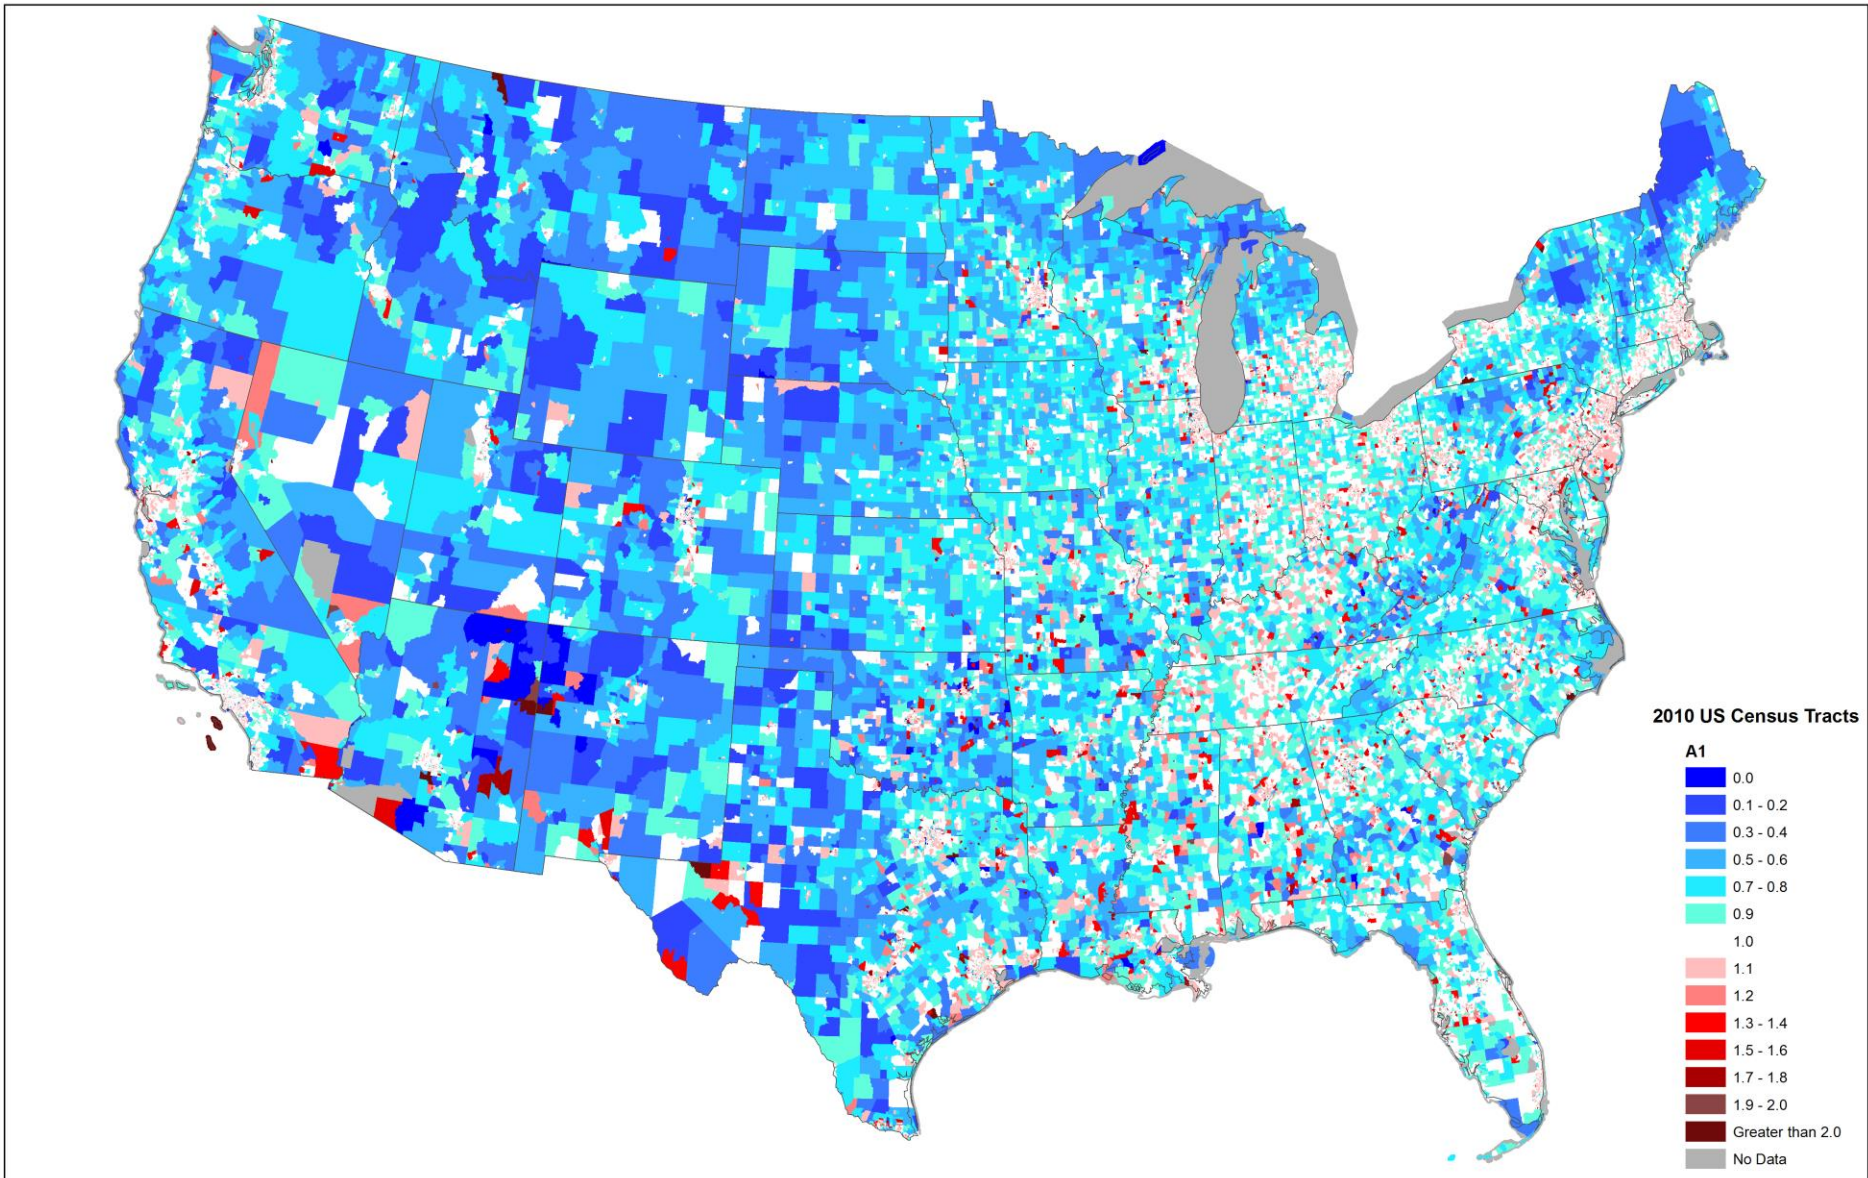 2010 US Census Tracts
A1
0.0
0.1 - 0.2
0.3 - 0.4
0.5 - 0.6
0.7 - 0.8
0.9
1.0
1.1
1.2
1.3 - 1.4
1.5 - 1.6
1.7 - 1.8
1.9 - 2.0
Greater than 2.0
No Data